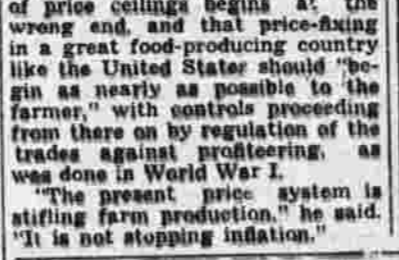 of price ceilings begins at the
wrong end, and that price-fixing
in a great food-producing country
like the United States should "be-
gin as nearly as possible to the
farmer," with controls proceeding
from there on by regulation of the
trades against profiteering, as
was done in World War I.
"The present price system is
stifling farm production," he said.
"It is not stopping inflation."